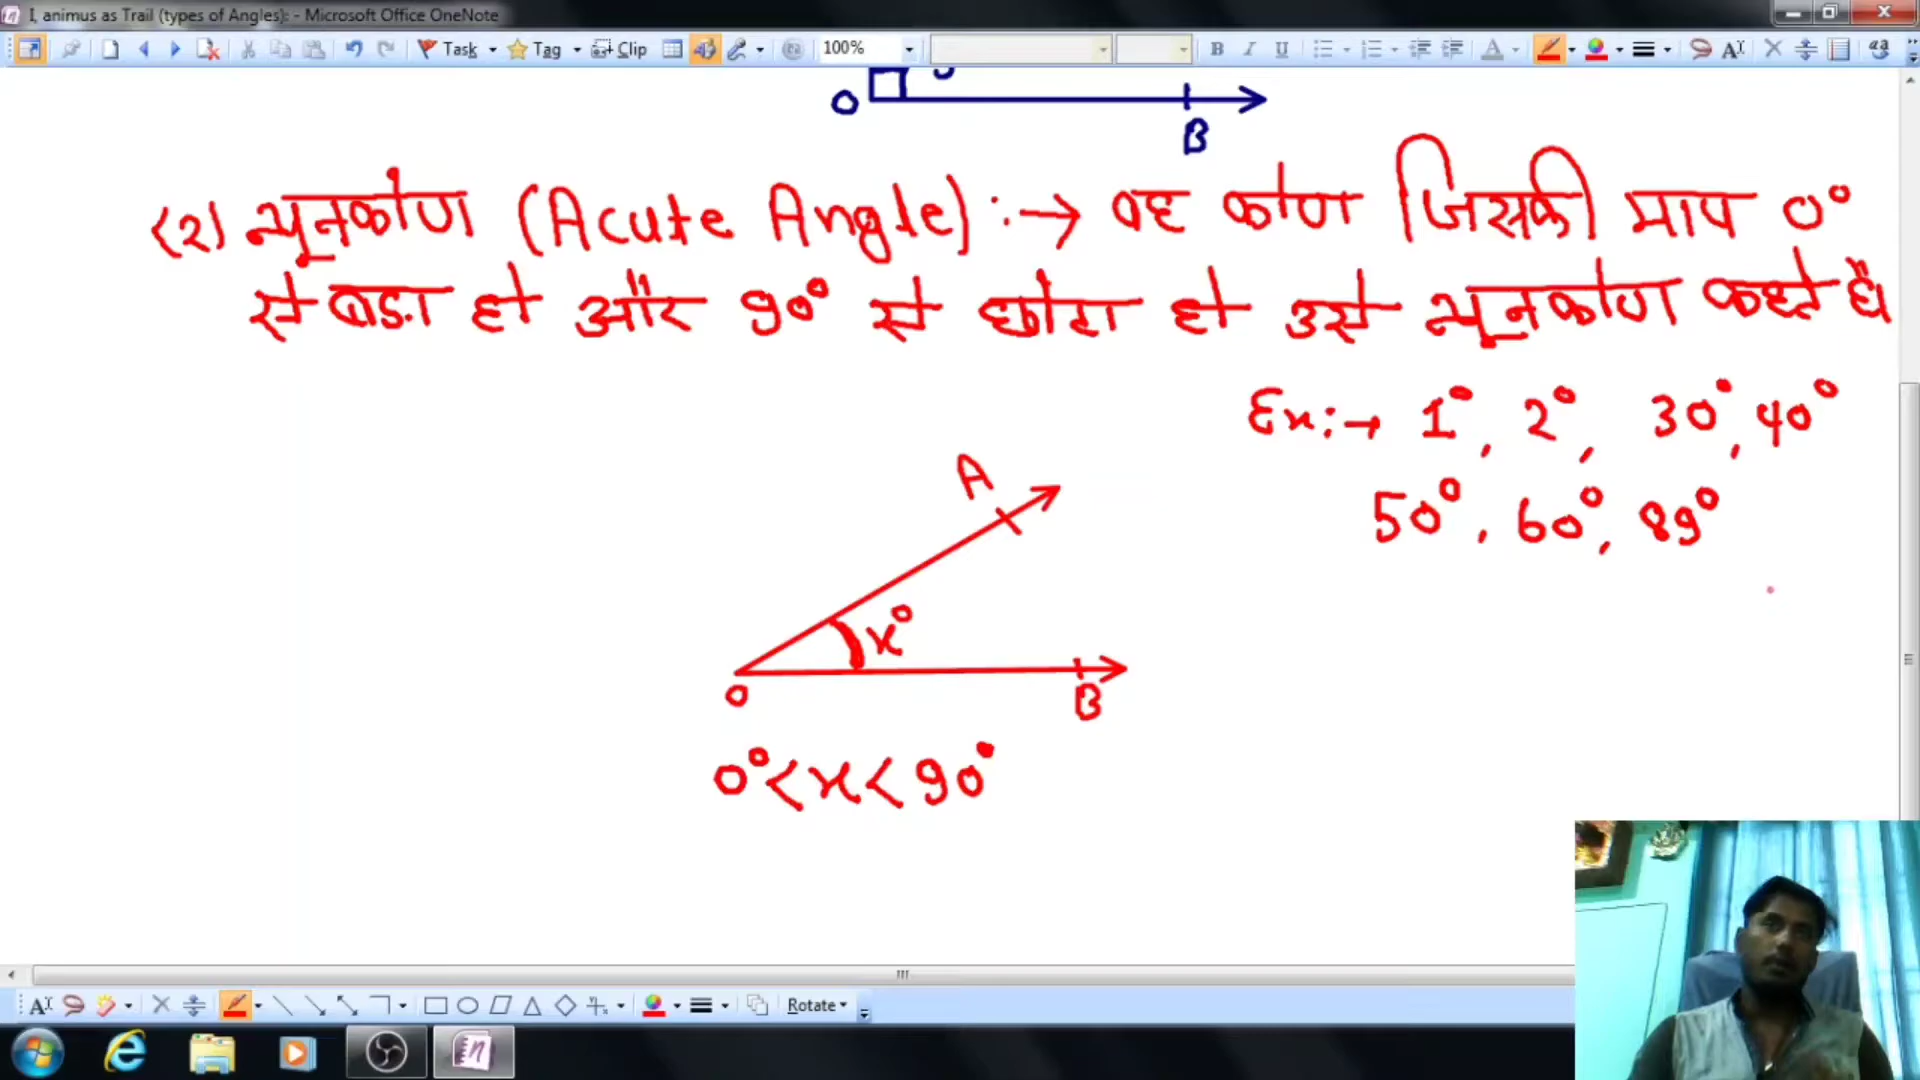 I, animus as Trail (types of Angles): - Microsoft Office OneNote
Task Tag Clip 100% B I U A
O B
(२) न्यूनकोण (Acute Angle) :→ वह कोण जिसकी माप 0°
से बड़ा हो और 90° से छोटा हो उसे न्यूनकोण कहते हैं।
Ex:→ 1°, 2°, 30°, 40°
50°, 60°, 89°
A
x°
O B
0° < x < 90°
Rotate